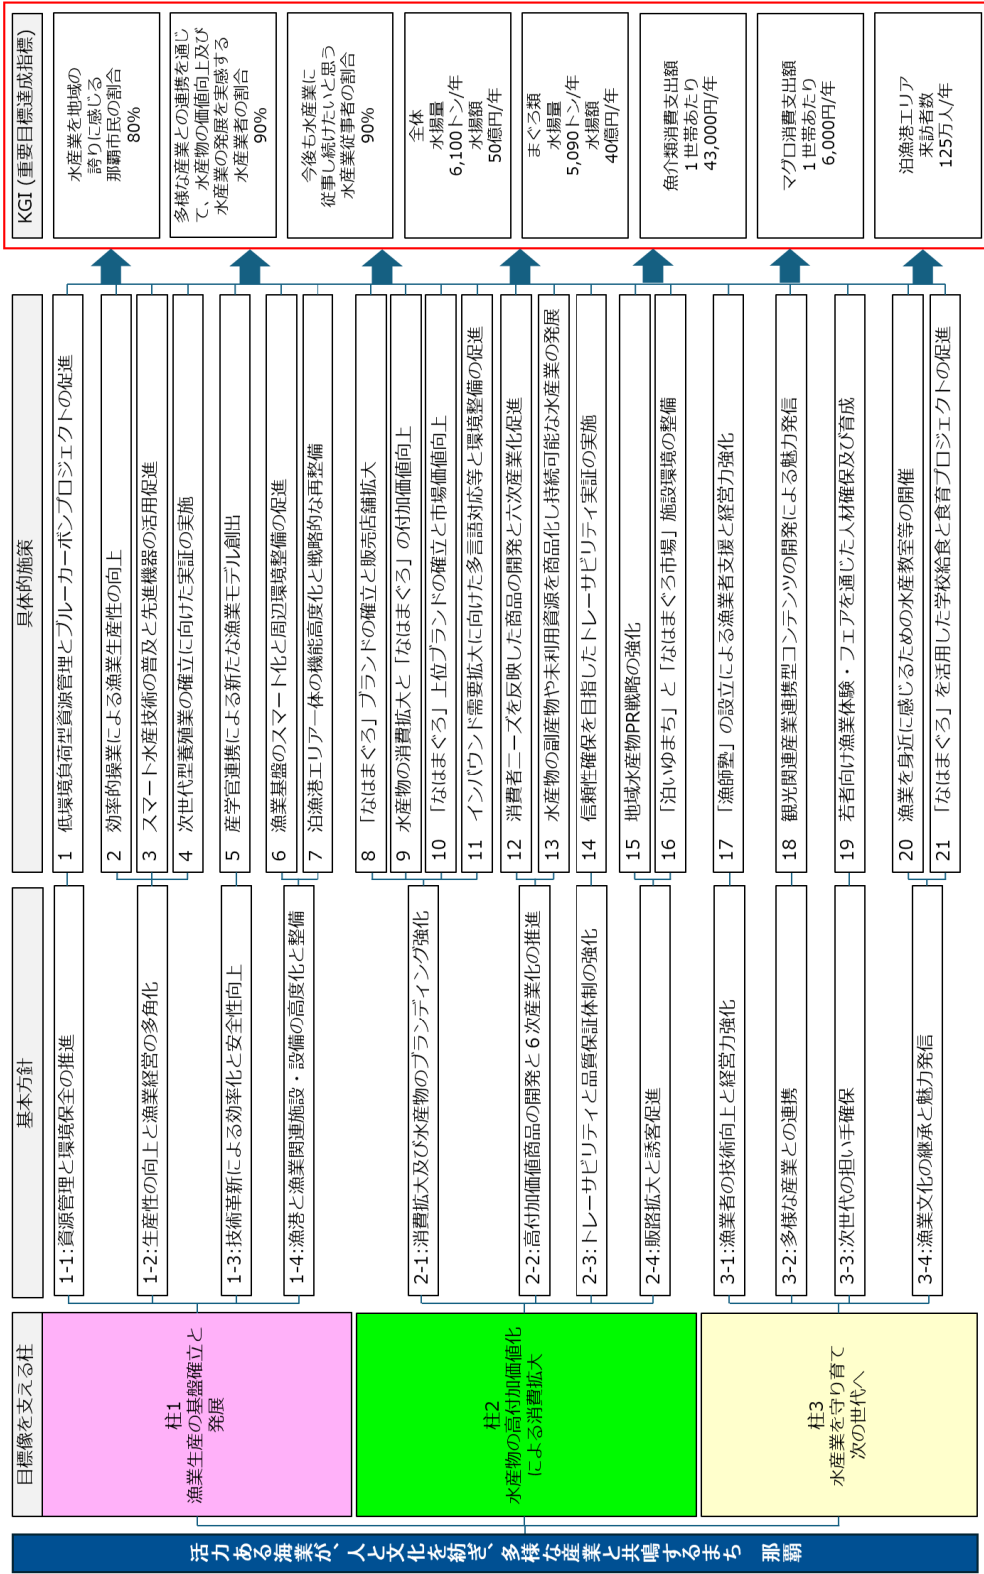 活力ある海業が、人と文化を紡ぎ、多様な産業と共鳴するまち　那覇
目標像を支える柱
柱1
漁業生産の基盤確立と
発展
柱2
水産物の高付加価値化
による消費拡大
柱3
水産業を守り育て
次の世代へ
基本方針
1-1:資源管理と環境保全の推進
1-2:生産性の向上と漁業経営の多角化
1-3:技術革新による効率化と安全性向上
1-4:漁港と漁業関連施設・設備の高度化と整備
2-1:消費拡大及び水産物のブランディング強化
2-2:高付加価値商品の開発と６次産業化の推進
2-3:トレーサビリティと品質保証体制の強化
2-4:販路拡大と誘客促進
3-1:漁業者の技術向上と経営力強化
3-2:多様な産業との連携
3-3:次世代の担い手確保
3-4:漁業文化の継承と魅力発信
具体的施策
1 低環境負荷型資源管理とブルーカーボンプロジェクトの促進
2 効率的操業による漁業生産性の向上
3 スマート水産技術の普及と先進機器の活用促進
4 次世代型養殖業の確立に向けた実証の実施
5 産学官連携による新たな漁業モデル創出
6 漁業基盤のスマート化と周辺環境整備の促進
7 泊漁港エリア一体の機能高度化と戦略的な再整備
8 「なはまぐろ」ブランドの確立と販売店舗拡大
9 水産物の消費拡大と「なはまぐろ」の付加価値向上
10 「なはまぐろ」上位ブランドの確立と市場価値向上
11 インバウンド需要拡大に向けた多言語対応等と環境整備の促進
12 消費者ニーズを反映した商品の開発と六次産業化促進
13 水産物の副産物や未利用資源を商品化し持続可能な水産業の発展
14 信頼性確保を目指したトレーサビリティ実証の実施
15 地域水産物PR戦略の強化
16 「泊いゆまち」と「なはまぐろ市場」施設環境の整備
17 「漁師塾」の設立による漁業者支援と経営力強化
18 観光関連産業連携型コンテンツの開発による魅力発信
19 若者向け漁業体験・フェアを通じた人材確保及び育成
20 漁業を身近に感じるための水産教室等の開催
21 「なはまぐろ」を活用した学校給食と食育プロジェクトの促進
KGI（重要目標達成指標）
水産業を地域の
誇りに感じる
那覇市民の割合
80%
多様な産業との連携を通じ
て、水産物の価値向上及び
水産業の発展を実感する
水産業者の割合
90%
今後も水産業に
従事し続けたいと思う
水産業従事者の割合
90%
全体
水揚量
6,100トン/年
水揚額
50億円/年
まぐろ類
水揚量
5,090トン/年
水揚額
40億円/年
魚介類消費支出額
１世帯あたり
43,000円/年
マグロ消費支出額
１世帯あたり
6,000円/年
泊漁港エリア
来訪者数
125万人/年